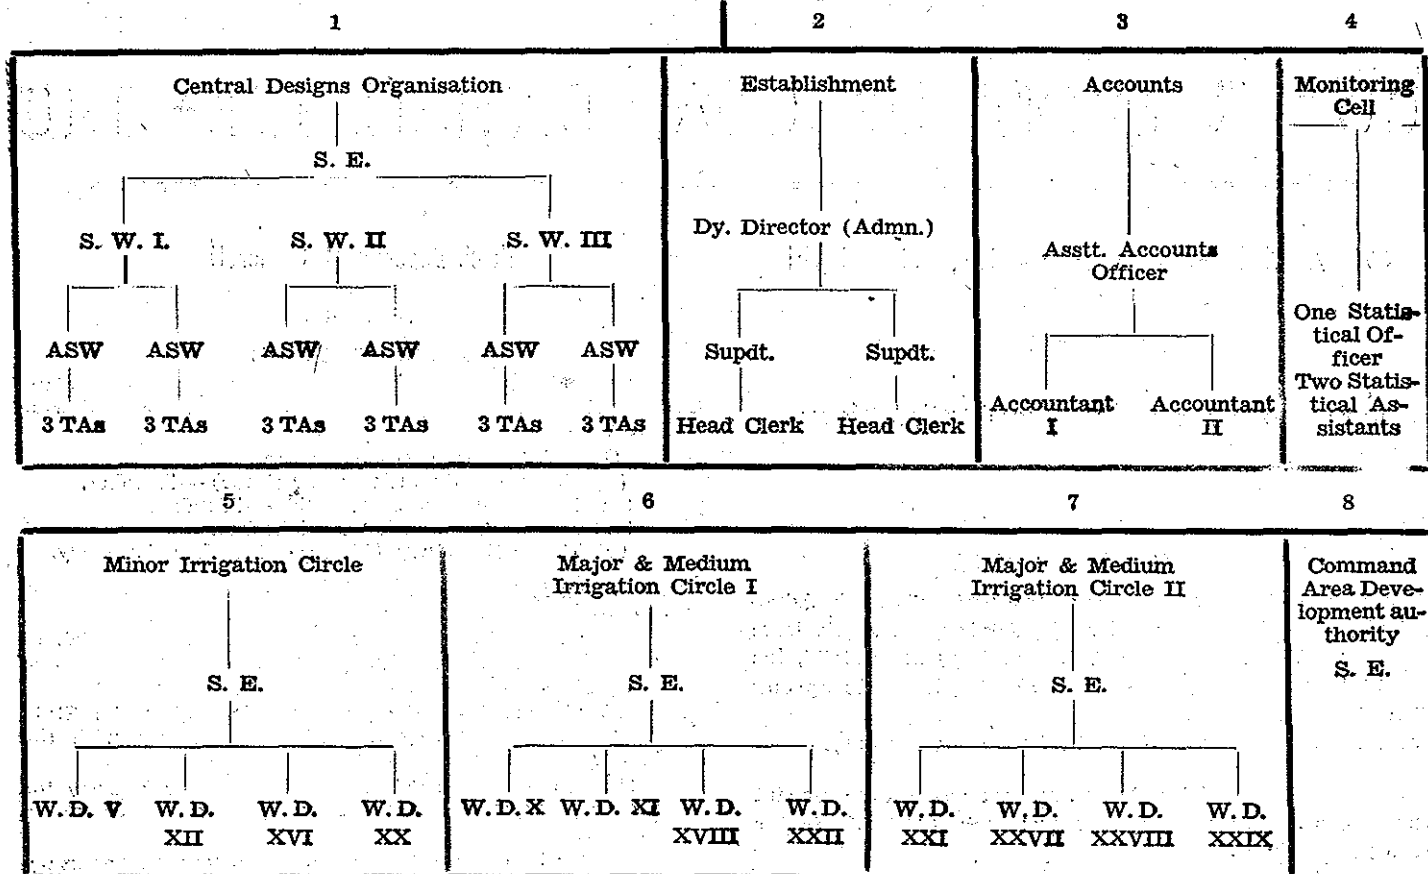 1 2 3 4
Central Designs Organisation
S. E.
S. W. I. S. W. II S. W. III
ASW ASW ASW ASW ASW ASW
3 TAs 3 TAs 3 TAs 3 TAs 3 TAs 3 TAs
Establishment
Dy. Director (Admn.)
Supdt. Supdt.
Head Clerk Head Clerk
Accounts
Asstt. Accounts
Officer
Accountant Accountant
I II
Monitoring
Cell
One Statis-
tical Of-
ficer
Two Statis-
tical As-
sistants
5 6 7 8
Minor Irrigation Circle
S. E.
W. D. V W. D. W. D. W. D.
XII XVI XX
Major & Medium
Irrigation Circle I
S. E.
W. D. X W. D. XI W. D. W. D.
XVIII XXII
Major & Medium
Irrigation Circle II
S. E.
W. D. W. D. W. D. W. D.
XXI XXVII XXVIII XXIX
Command
Area Deve-
lopment au-
thority
S. E.